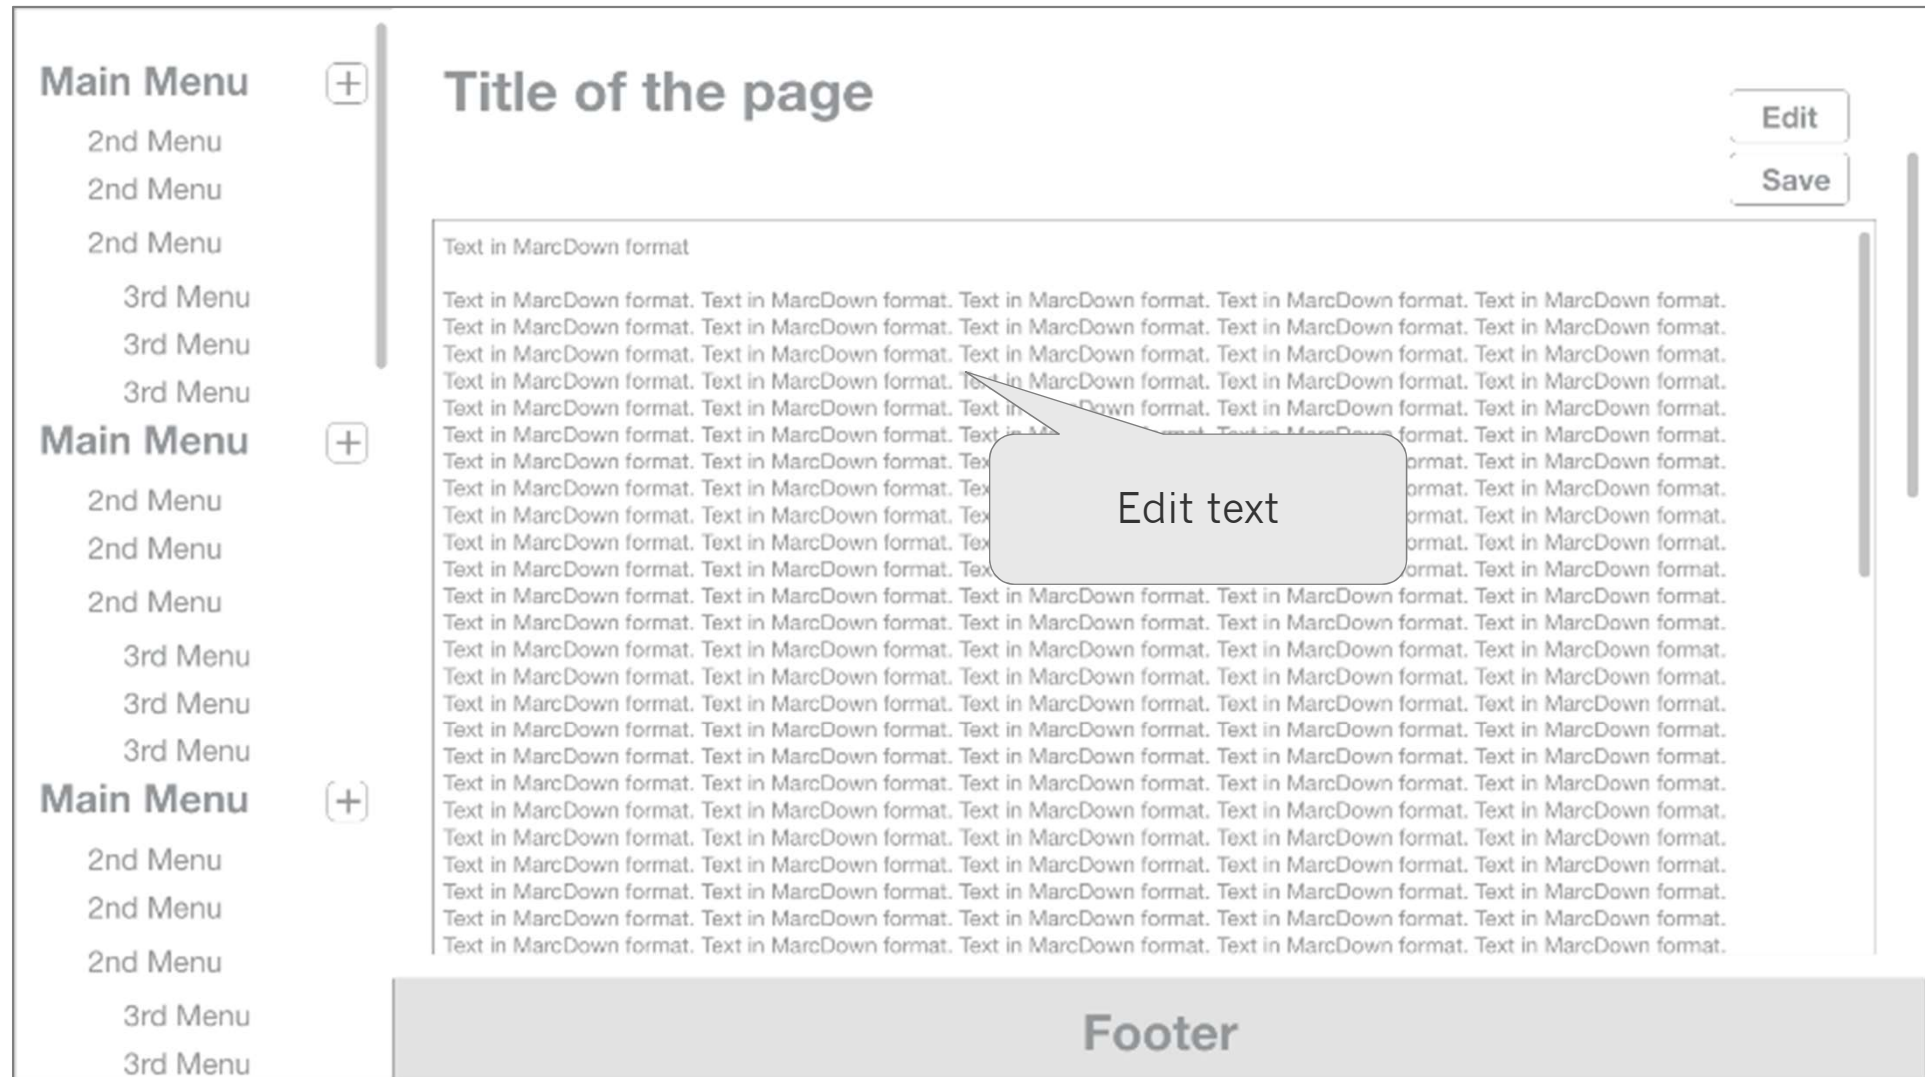 Main Menu
2nd Menu
2nd Menu
2nd Menu
3rd Menu
3rd Menu
3rd Menu
Main Menu
2nd Menu
2nd Menu
2nd Menu
3rd Menu
3rd Menu
3rd Menu
Main Menu
2nd Menu
2nd Menu
2nd Menu
3rd Menu
3rd Menu
Title of the page
Edit
Save
Text in MarcDown format
Text in MarcDown format. Text in MarcDown format. Text in MarcDown format. Text in MarcDown format. Text in MarcDown format.
Text in MarcDown format. Text in MarcDown format. Text in MarcDown format. Text in MarcDown format. Text in MarcDown format.
Text in MarcDown format. Text in MarcDown format. Text in MarcDown format. Text in MarcDown format. Text in MarcDown format.
Text in MarcDown format. Text in MarcDown format. Text in MarcDown format. Text in MarcDown format. Text in MarcDown format.
Text in MarcDown format. Text in MarcDown format. Text in Down format. Text in MarcDown format. Text in MarcDown format.
Text in MarcDown format. Text in MarcDown format. Text in format. Text in MarcDown format. Text in MarcDown format.
Text in MarcDown format. Text in MarcDown format. Text in MarcDown format.
Text in MarcDown format. Text in MarcDown format. Text in MarcDown format.
Text in MarcDown format. Text in MarcDown format. Text in MarcDown format.
Text in MarcDown format. Text in MarcDown format. Text in MarcDown format.
Text in MarcDown format. Text in MarcDown format. Text in MarcDown format.
Edit text
Text in MarcDown format. Text in MarcDown format. Text in MarcDown format. Text in MarcDown format. Text in MarcDown format.
Text in MarcDown format. Text in MarcDown format. Text in MarcDown format. Text in MarcDown format. Text in MarcDown format.
Text in MarcDown format. Text in MarcDown format. Text in MarcDown format. Text in MarcDown format. Text in MarcDown format.
Text in MarcDown format. Text in MarcDown format. Text in MarcDown format. Text in MarcDown format. Text in MarcDown format.
Text in MarcDown format. Text in MarcDown format. Text in MarcDown format. Text in MarcDown format. Text in MarcDown format.
Text in MarcDown format. Text in MarcDown format. Text in MarcDown format. Text in MarcDown format. Text in MarcDown format.
Text in MarcDown format. Text in MarcDown format. Text in MarcDown format. Text in MarcDown format. Text in MarcDown format.
Text in MarcDown format. Text in MarcDown format. Text in MarcDown format. Text in MarcDown format. Text in MarcDown format.
Text in MarcDown format. Text in MarcDown format. Text in MarcDown format. Text in MarcDown format. Text in MarcDown format.
Text in MarcDown format. Text in MarcDown format. Text in MarcDown format. Text in MarcDown format. Text in MarcDown format.
Text in MarcDown format. Text in MarcDown format. Text in MarcDown format. Text in MarcDown format. Text in MarcDown format.
Text in MarcDown format. Text in MarcDown format. Text in MarcDown format. Text in MarcDown format. Text in MarcDown format.
Text in MarcDown format. Text in MarcDown format. Text in MarcDown format. Text in MarcDown format. Text in MarcDown format.
Text in MarcDown format. Text in MarcDown format. Text in MarcDown format. Text in MarcDown format. Text in MarcDown format.
Footer